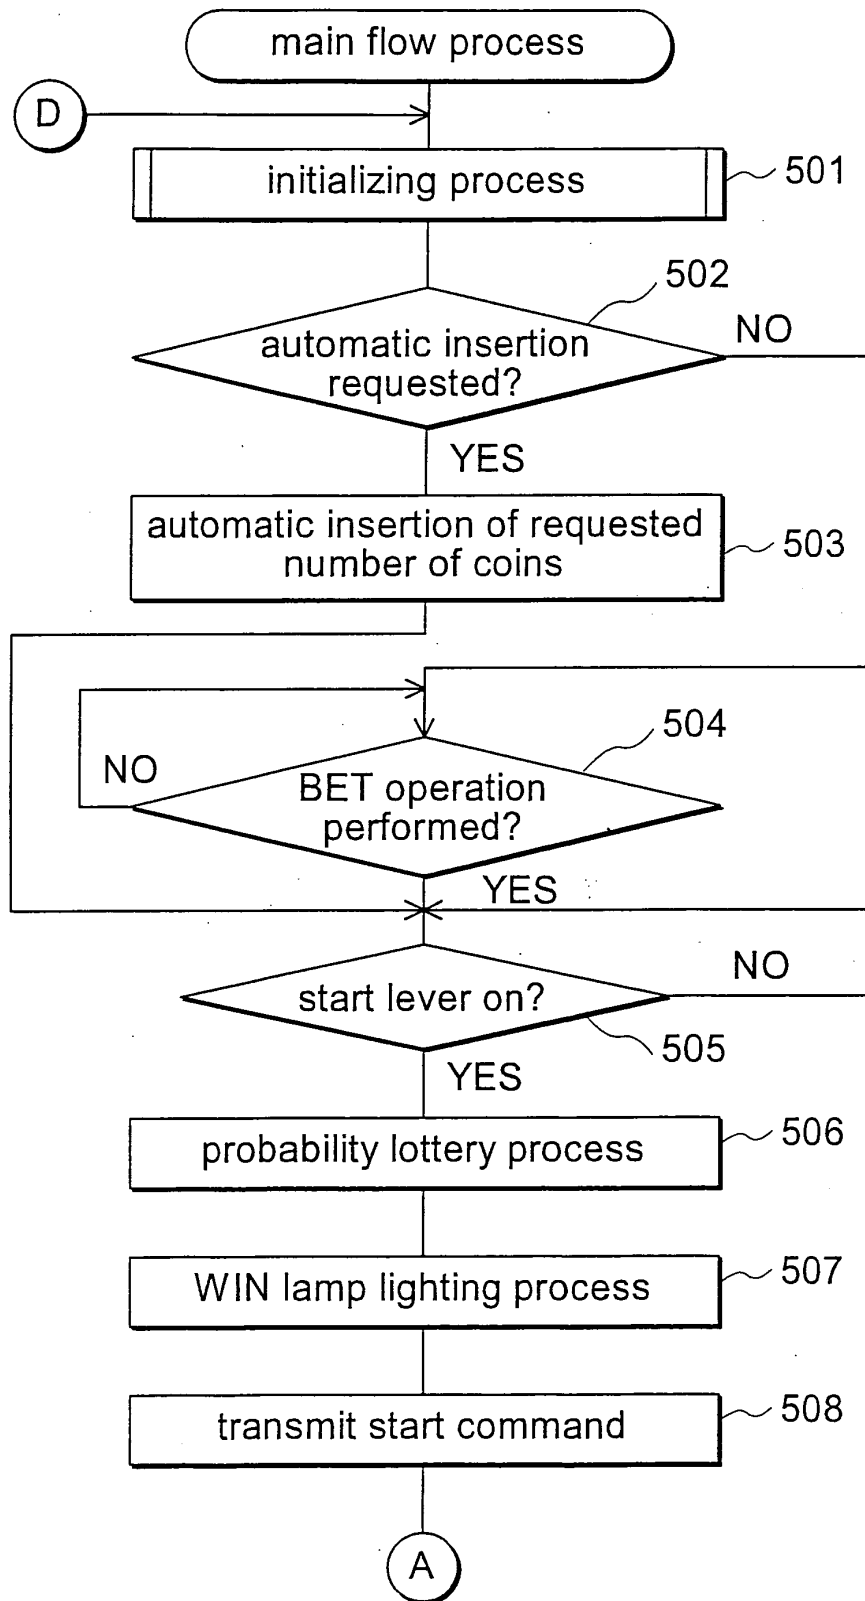 main flow process
D
initializing process
501
502
automatic insertion
requested?
NO
YES
automatic insertion of requested
number of coins
503
504
NO
BET operation
performed?
YES
start lever on?
NO
505
YES
probability lottery process
506
WIN lamp lighting process
507
transmit start command
508
A